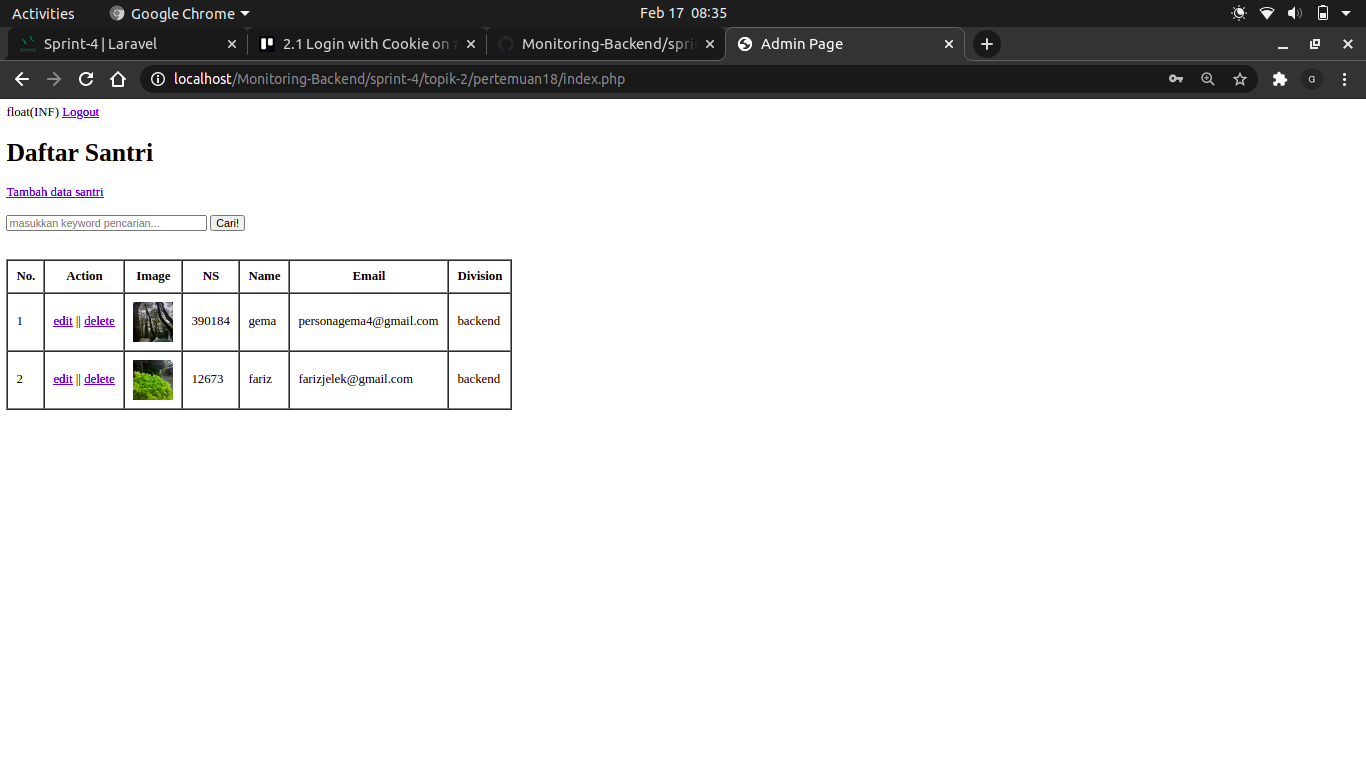 Activities Google Chrome Feb 17 08:35
Sprint-4 | Laravel 2.1 Login with Cookie on Monitoring-Backend/spri Admin Page
localhost/Monitoring-Backend/sprint-4/topik-2/pertemuan18/index.php G
float(INF) Logout
Daftar Santri
Tambah data santri
masukkan keyword pencarian... Cari!
No. Action Image NS Name Email Division
1 edit || delete 390184 gema personagema4@gmail.com backend
2 edit || delete 12673 fariz farizjelek@gmail.com backend